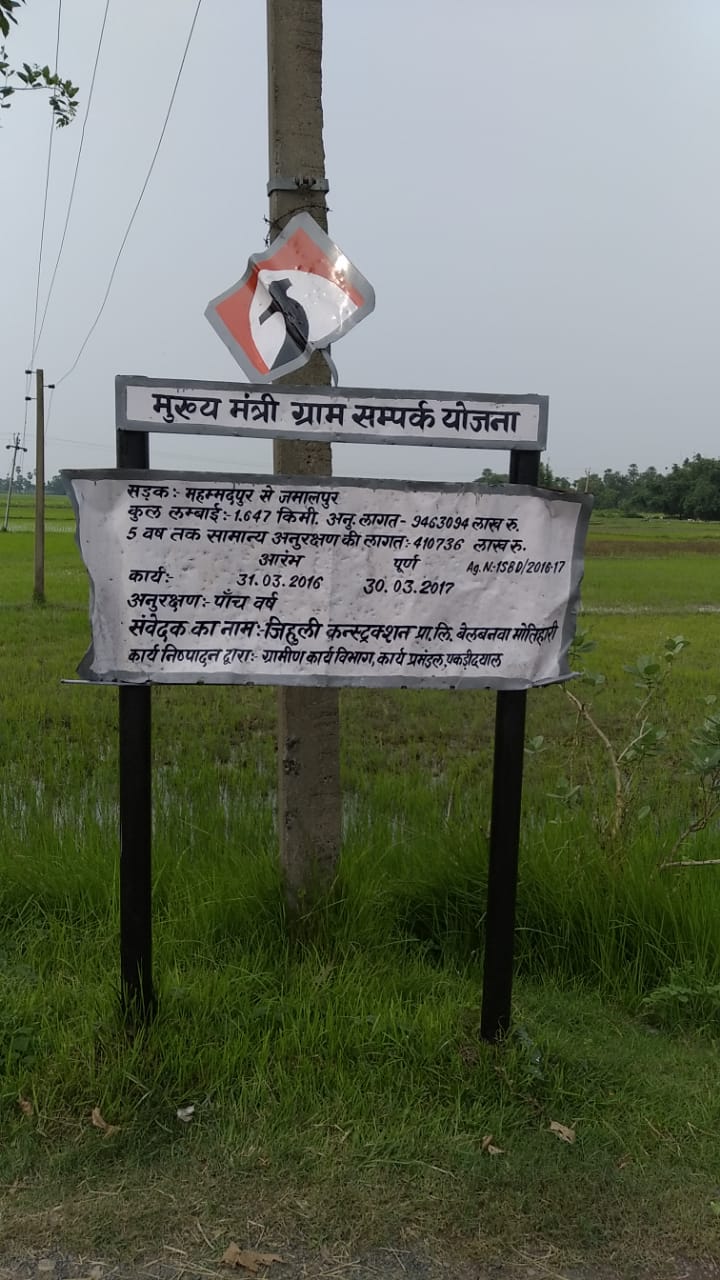 मुख्य मंत्री ग्राम सम्पर्क योजना
सड़क:- महम्मदपुर से जमालपुर
कुल लम्बाई:- 1.647 किमी. अनु. लागत- 9463094 लाख रु.
5 वर्ष तक सामान्य अनुरक्षण की लागत:- 410736 लाख रु.
आरंभ पूर्ण Ag. N:-158D/2016-17
कार्य:- 31.03.2016 30.03.2017
अनुरक्षण:- पाँच वर्ष
संवेदक का नाम:- जिहुली कन्स्ट्रक्शन प्रा.लि. बेलबनवा मोतिहारी
कार्य निष्पादन द्वारा:- ग्रामीण कार्य विभाग, कार्य प्रमंडल, पकड़ीदयाल